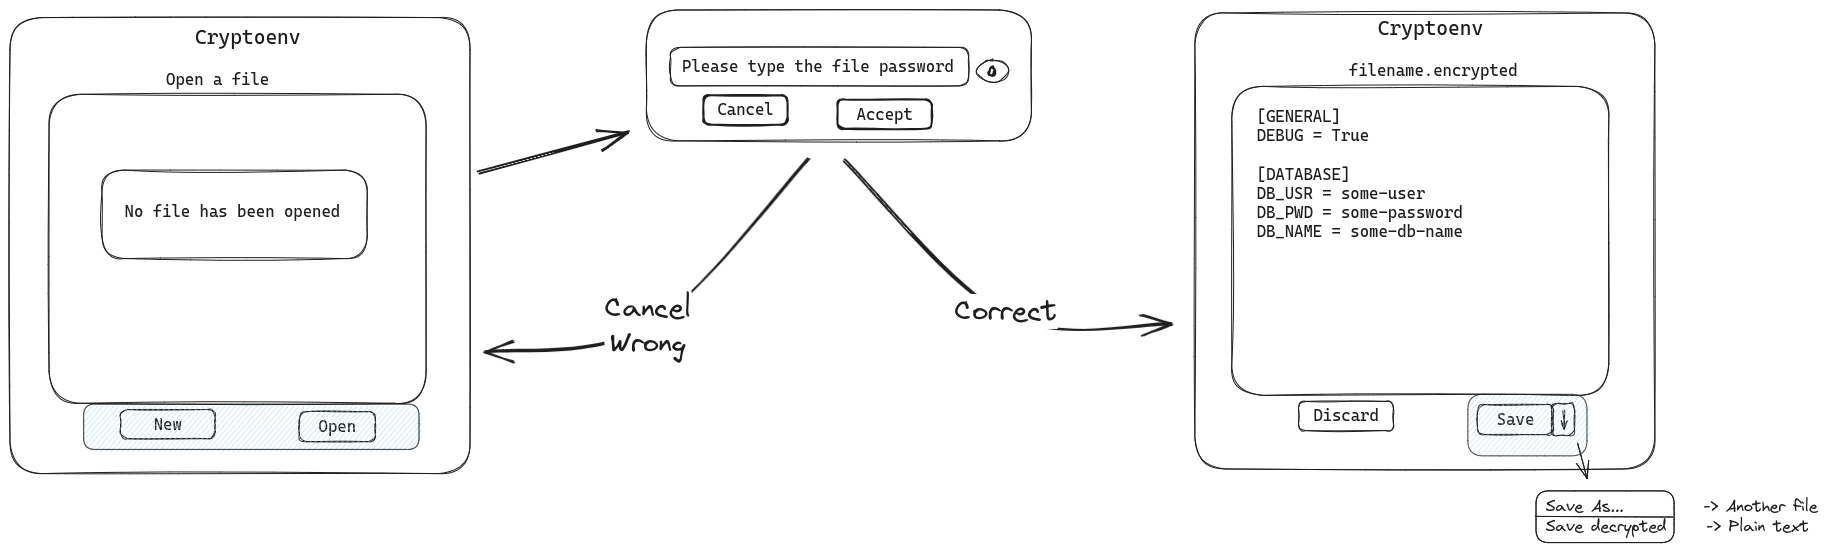 Cryptoenv
Open a file
No file has been opened
New
Open
Please type the file password
Cancel
Accept
Cancel
Wrong
Correct
Cryptoenv
filename.encrypted
[GENERAL]
DEBUG = True
[DATABASE]
DB_USR = some-user
DB_PWD = some-password
DB_NAME = some-db-name
Discard
Save
Save As... -> Another file
Save decrypted -> Plain text